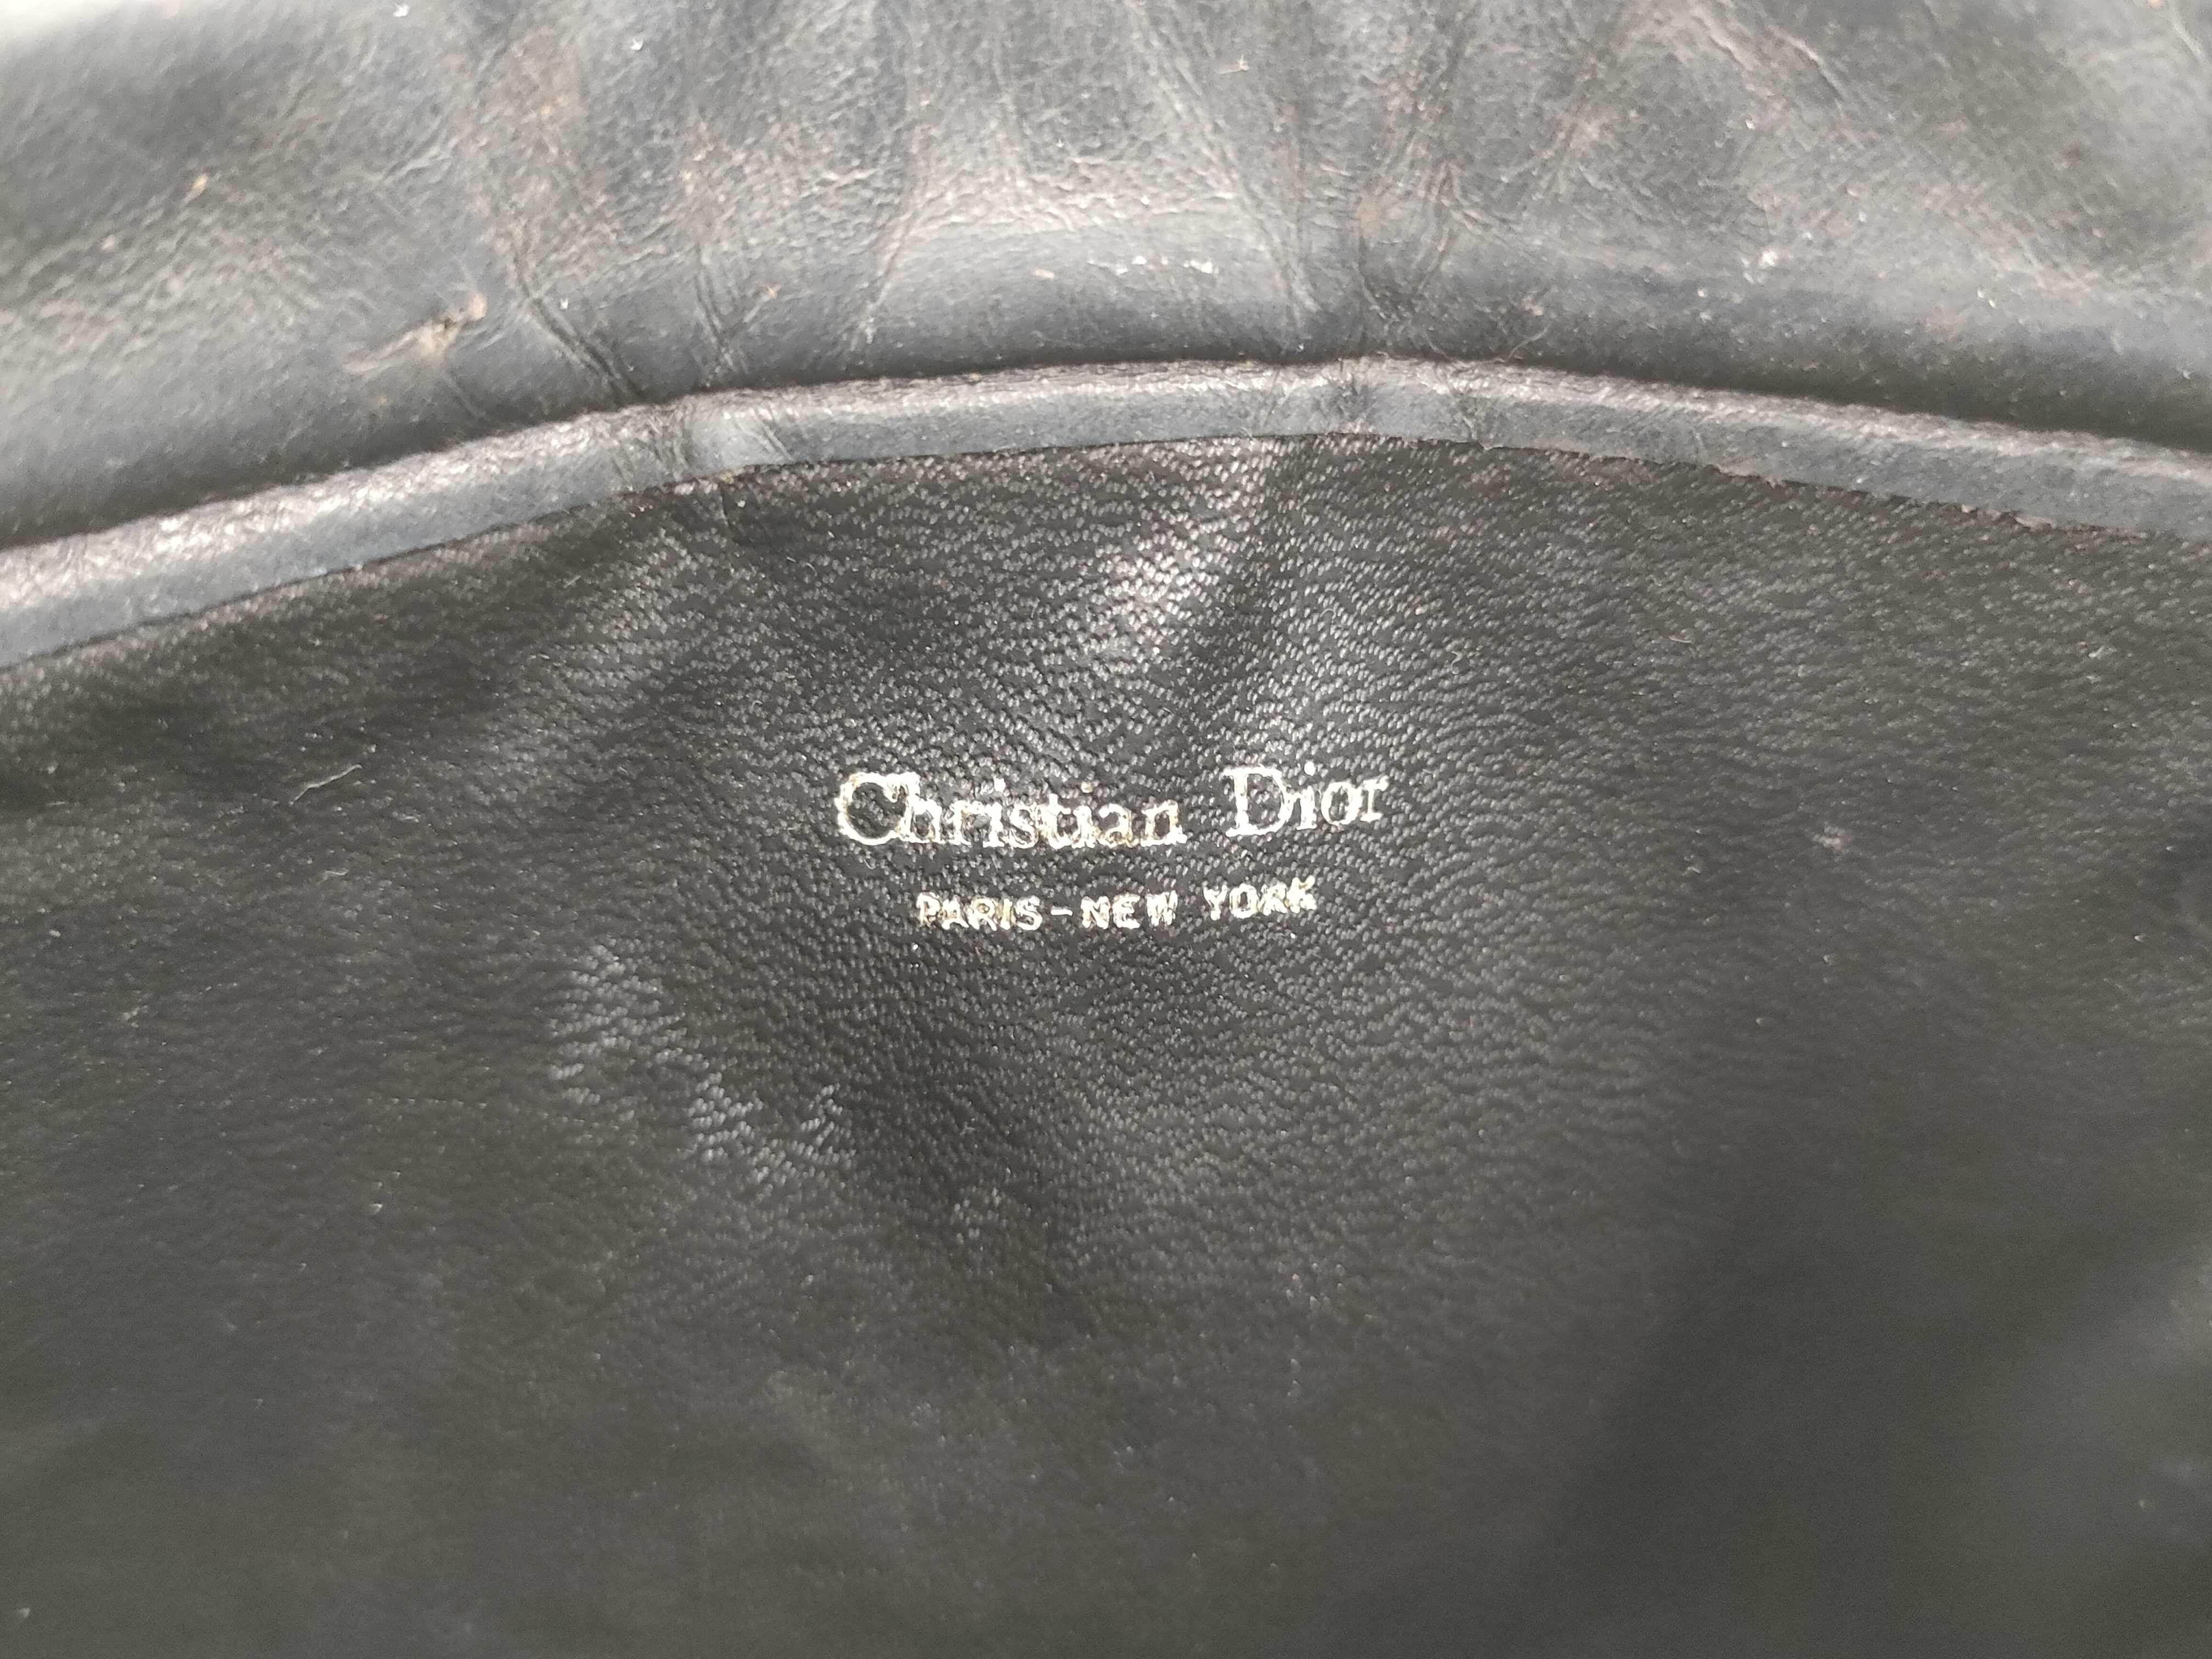 Christian Dior
PARIS-NEW YORK